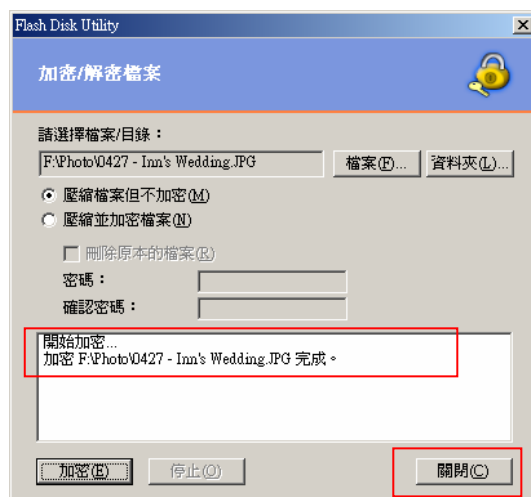 Flash Disk Utility
加密/解密檔案
請選擇檔案/目錄：
F:\Photo\0427 - Inn's Wedding.JPG 檔案(F)... 資料夾(L)...
壓縮檔案但不加密(M)
壓縮並加密檔案(N)
刪除原本的檔案(R)
密碼：
確認密碼：
開始加密...
加密 F:\Photo\0427 - Inn's Wedding.JPG 完成。
加密(E) 停止(O) 關閉(C)